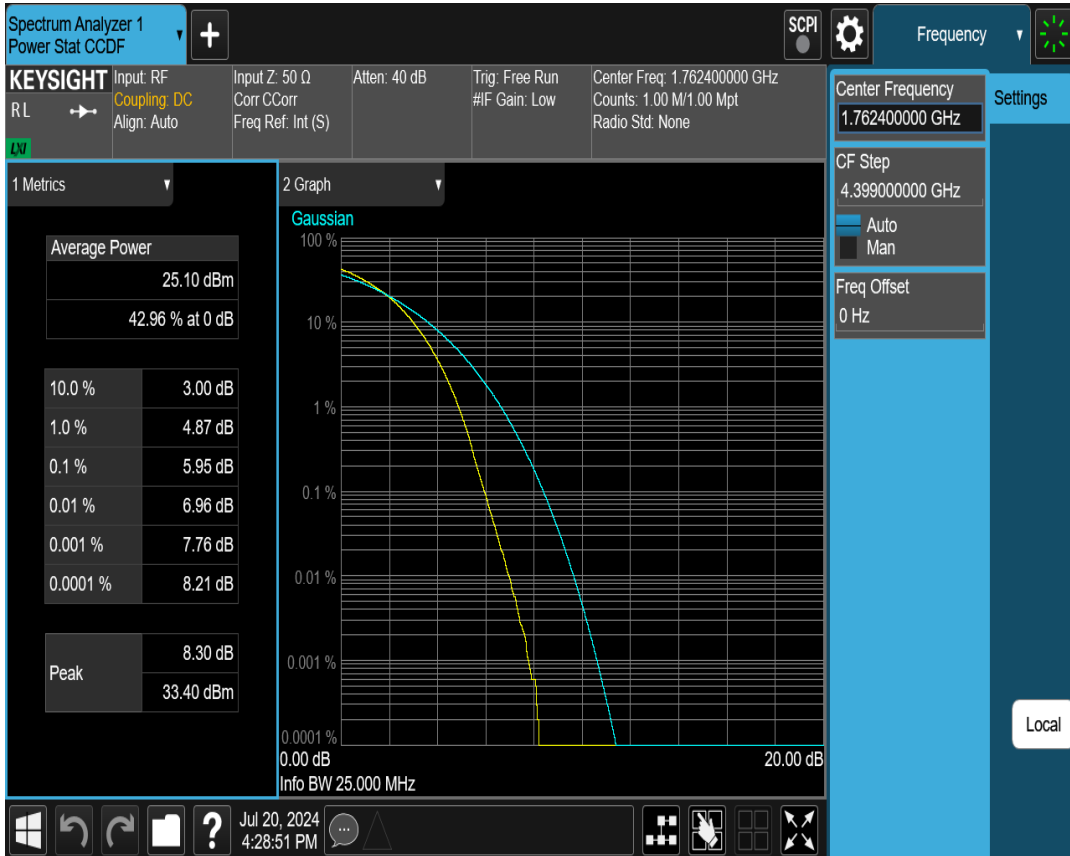 Spectrum Analyzer 1
Power Stat CCDF
SCPI
Frequency
KEYSIGHT
R L
LXI
Input: RF
Coupling: DC
Align: Auto
Input Z: 50 Ω
Corr CCorr
Freq Ref: Int (S)
Atten: 40 dB
Trig: Free Run
#IF Gain: Low
Center Freq: 1.762400000 GHz
Counts: 1.00 M/1.00 Mpt
Radio Std: None
Center Frequency
1.762400000 GHz
Settings
CF Step
4.399000000 GHz
Auto
Man
Freq Offset
0 Hz
1 Metrics
Average Power
25.10 dBm
42.96 % at 0 dB
10.0 % 3.00 dB
1.0 % 4.87 dB
0.1 % 5.95 dB
0.01 % 6.96 dB
0.001 % 7.76 dB
0.0001 % 8.21 dB
Peak
8.30 dB
33.40 dBm
2 Graph
Gaussian
100 %
10 %
1 %
0.1 %
0.01 %
0.001 %
0.0001 %
0.00 dB 20.00 dB
Info BW 25.000 MHz
Local
?
Jul 20, 2024
4:28:51 PM